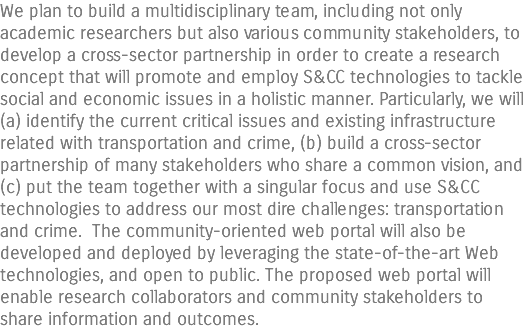 We plan to build a multidisciplinary team, including not only
academic researchers but also various community stakeholders, to
develop a cross-sector partnership in order to create a research
concept that will promote and employ S&CC technologies to tackle
social and economic issues in a holistic manner. Particularly, we will
(a) identify the current critical issues and existing infrastructure
related with transportation and crime, (b) build a cross-sector
partnership of many stakeholders who share a common vision, and
(c) put the team together with a singular focus and use S&CC
technologies to address our most dire challenges: transportation
and crime.  The community-oriented web portal will also be
developed and deployed by leveraging the state-of-the-art Web
technologies, and open to public. The proposed web portal will
enable research collaborators and community stakeholders to
share information and outcomes.